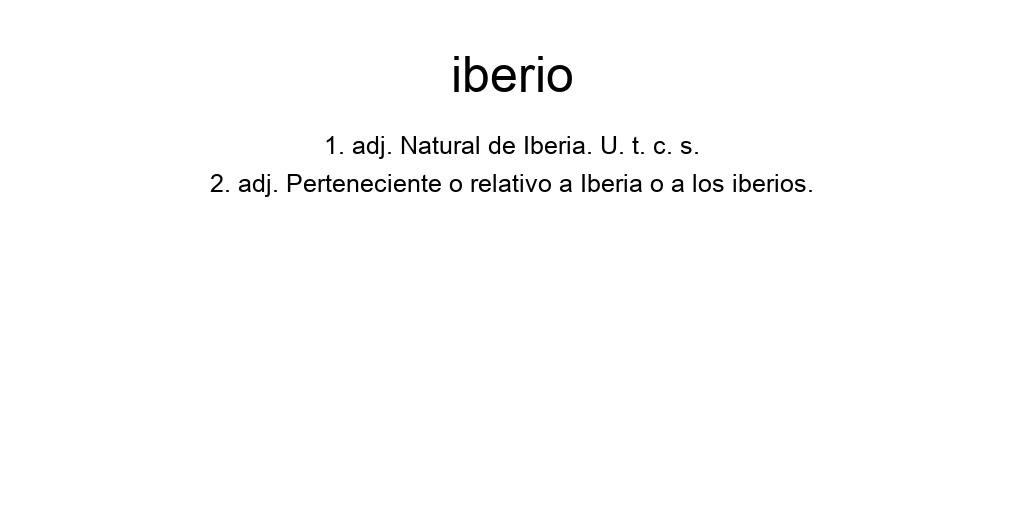 iberio
1. adj. Natural de Iberia. U. t. c. s.
2. adj. Perteneciente o relativo a Iberia o a los iberios.